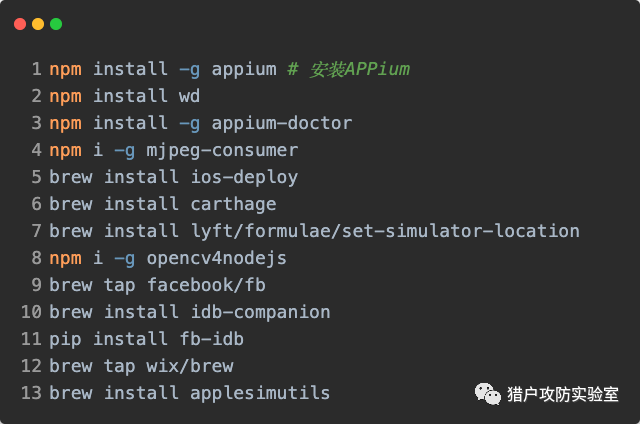 1 npm install -g appium # 安装APPium
2 npm install wd
3 npm install -g appium-doctor
4 npm i -g mjpeg-consumer
5 brew install ios-deploy
6 brew install carthage
7 brew install lyft/formulae/set-simulator-location
8 npm i -g opencv4nodejs
9 brew tap facebook/fb
10 brew install idb-companion
11 pip install fb-idb
12 brew tap wix/brew
13 brew install applesimutils
猎户攻防实验室